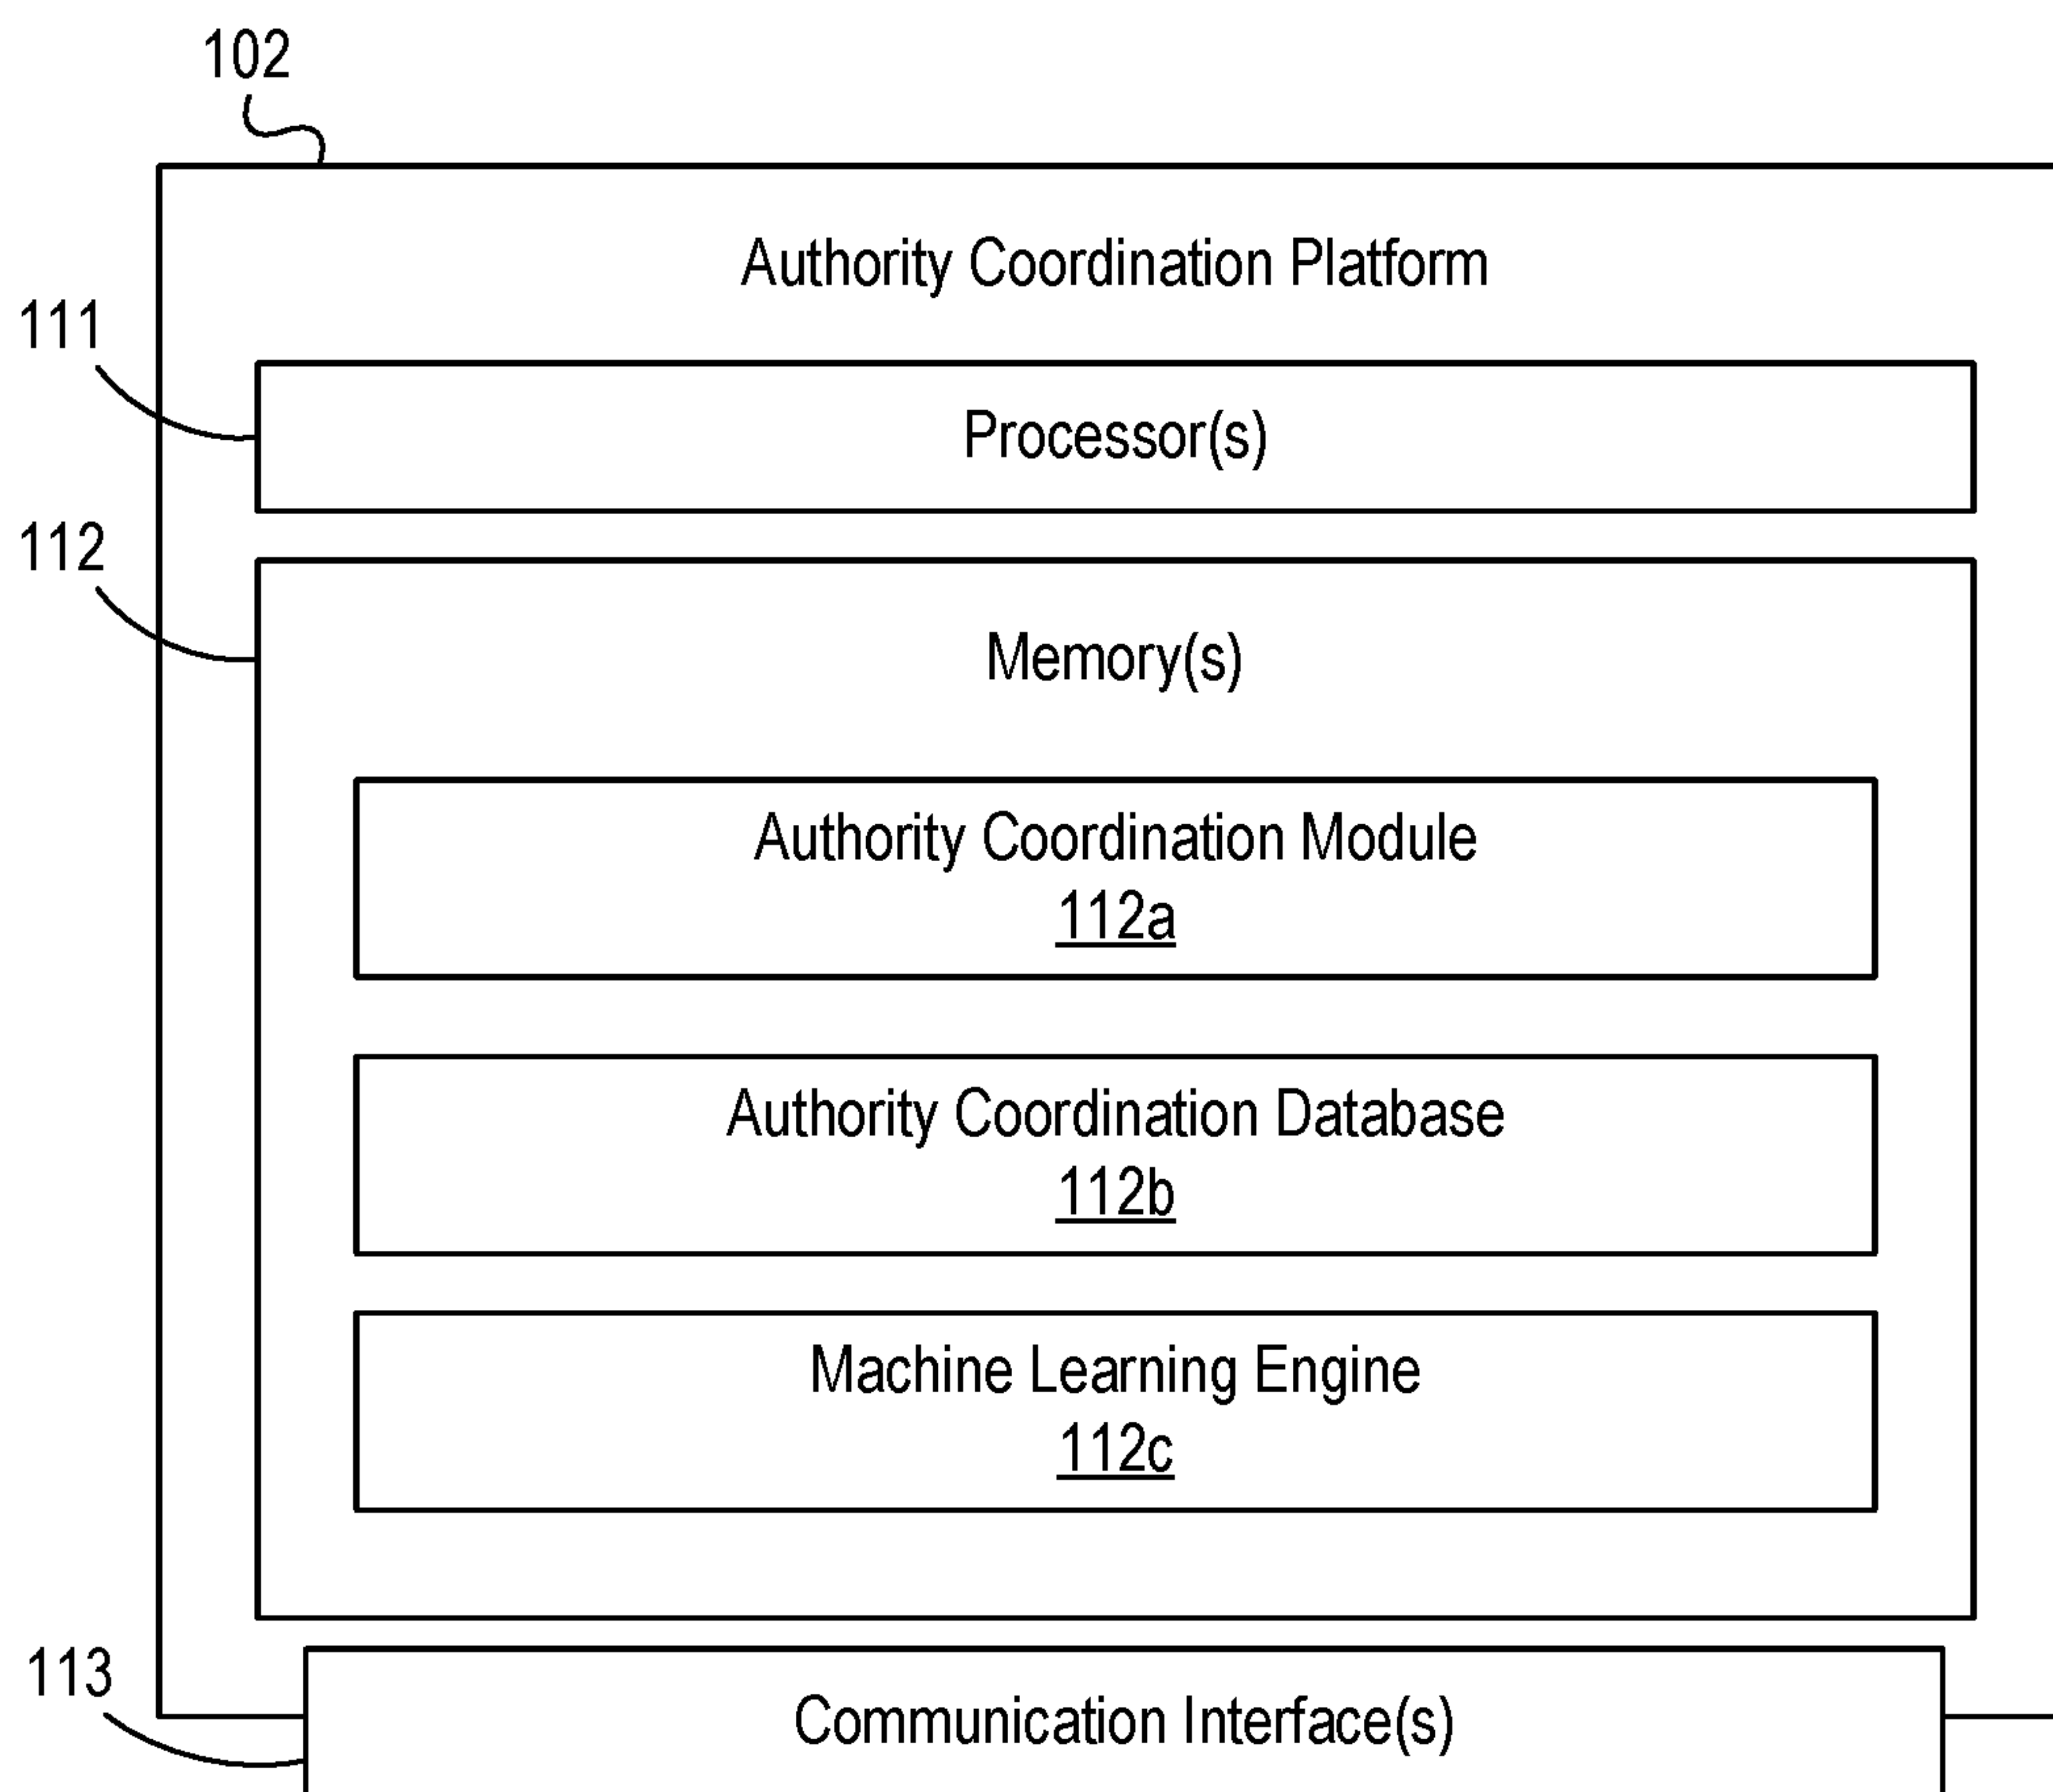 102
Authority Coordination Platform
111
Processor(s)
112
Memory(s)
Authority Coordination Module
112a
Authority Coordination Database
112b
Machine Learning Engine
112c
113
Communication Interface(s)